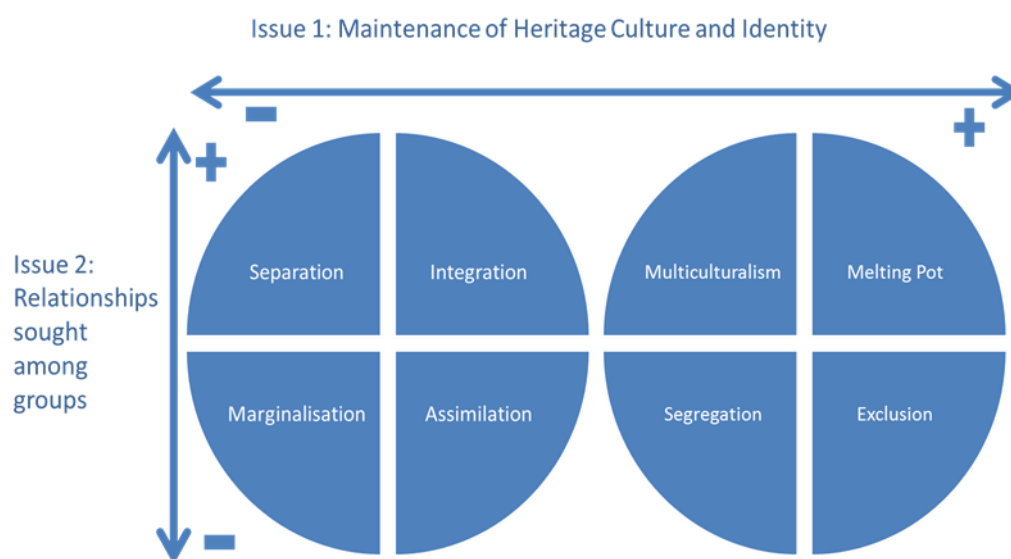 Issue 1: Maintenance of Heritage Culture and Identity
-
+
+
Issue 2:
Relationships
sought
among
groups
-
Separation
Integration
Multiculturalism
Melting Pot
Marginalisation
Assimilation
Segregation
Exclusion